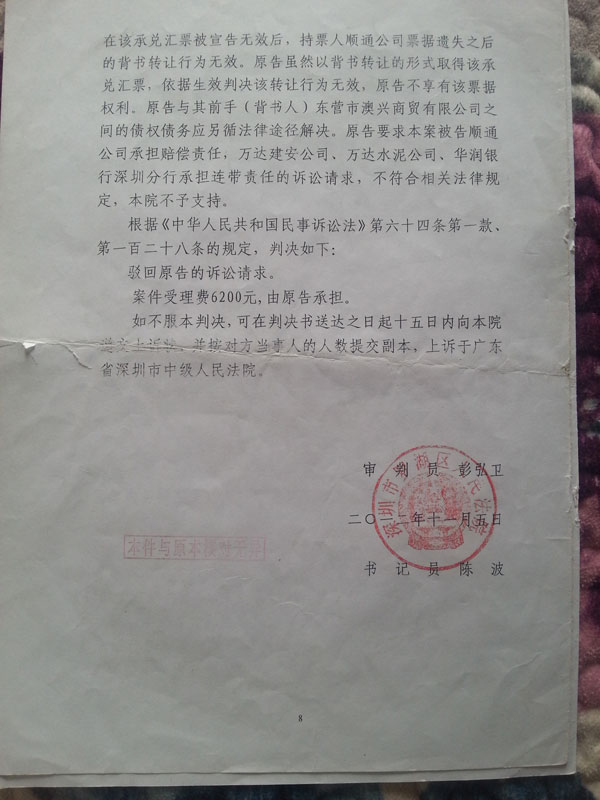 在该承兑汇票被宣告无效后，持票人顺通公司票据遗失之后
的背书转让行为无效。原告虽然以背书转让的形式取得该承
兑汇票，依据生效判决该转让行为无效，原告不享有该票据
权利。原告与其前手（背书人）东营市澳兴商贸有限公司之
间的债权债务应另循法律途径解决。原告要求本案被告顺通
公司承担赔偿责任，万达建安公司、万达水泥公司、华润银
行深圳分行承担连带责任的诉讼请求，不符合相关法律规
定，本院不予支持。
根据《中华人民共和国民事诉讼法》第六十四条第一款、
第一百二十八条的规定，判决如下：
驳回原告的诉讼请求。
案件受理费6200元，由原告承担。
如不服本判决，可在判决书送达之日起十五日内向本院
并按对方当事人的人数提交副本，上诉于广东
省深圳市中级人民法院。
审 判 员 彭弘卫
二〇一 年十一月五日
深圳市 湖区 民法院
本件与原本核对无异
书 记 员 陈 波
8